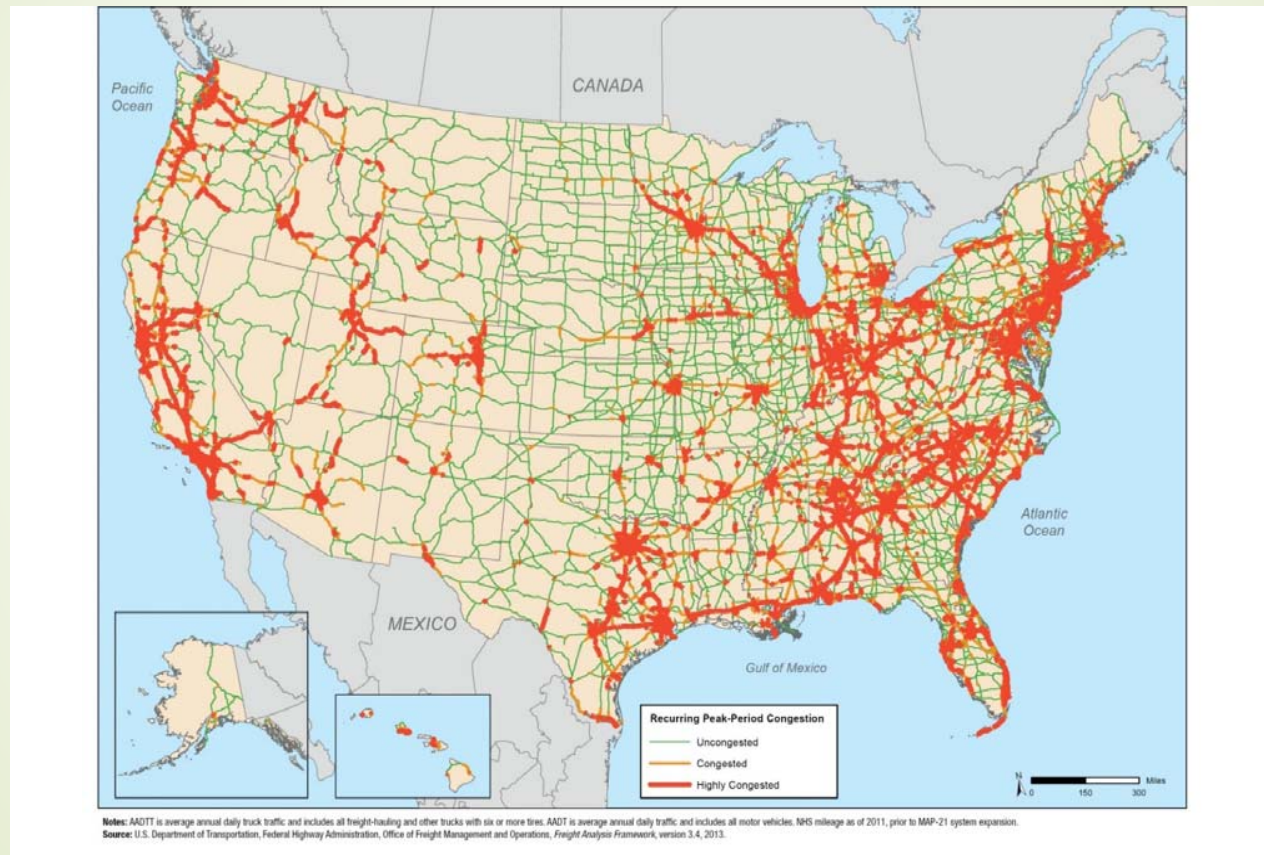 Pacific
Ocean
CANADA
Atlantic
Ocean
MEXICO
Gulf of Mexico
Recurring Peak-Period Congestion
Uncongested
Congested
Highly Congested
N
Miles
0 150 300
Notes: AADTT is average annual daily truck traffic and includes all freight-hauling and other trucks with six or more tires. AADT is average annual daily traffic and includes all motor vehicles. NHS mileage as of 2011, prior to MAP-21 system expansion.
Source: U.S. Department of Transportation, Federal Highway Administration, Office of Freight Management and Operations, Freight Analysis Framework, version 3.4, 2013.